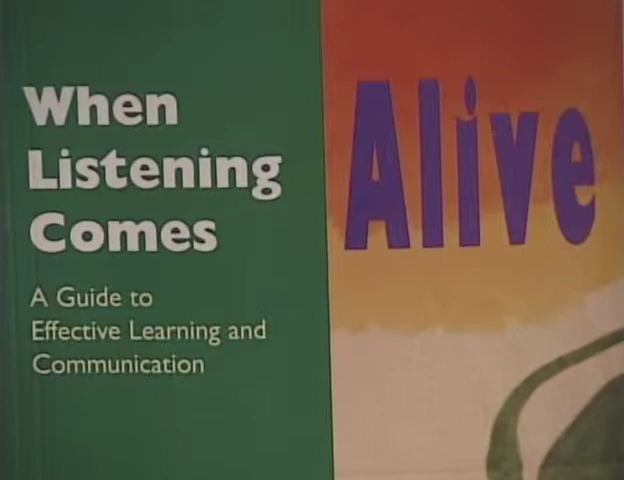 When
Listening
Comes
Alive
A Guide to
Effective Learning and
Communication